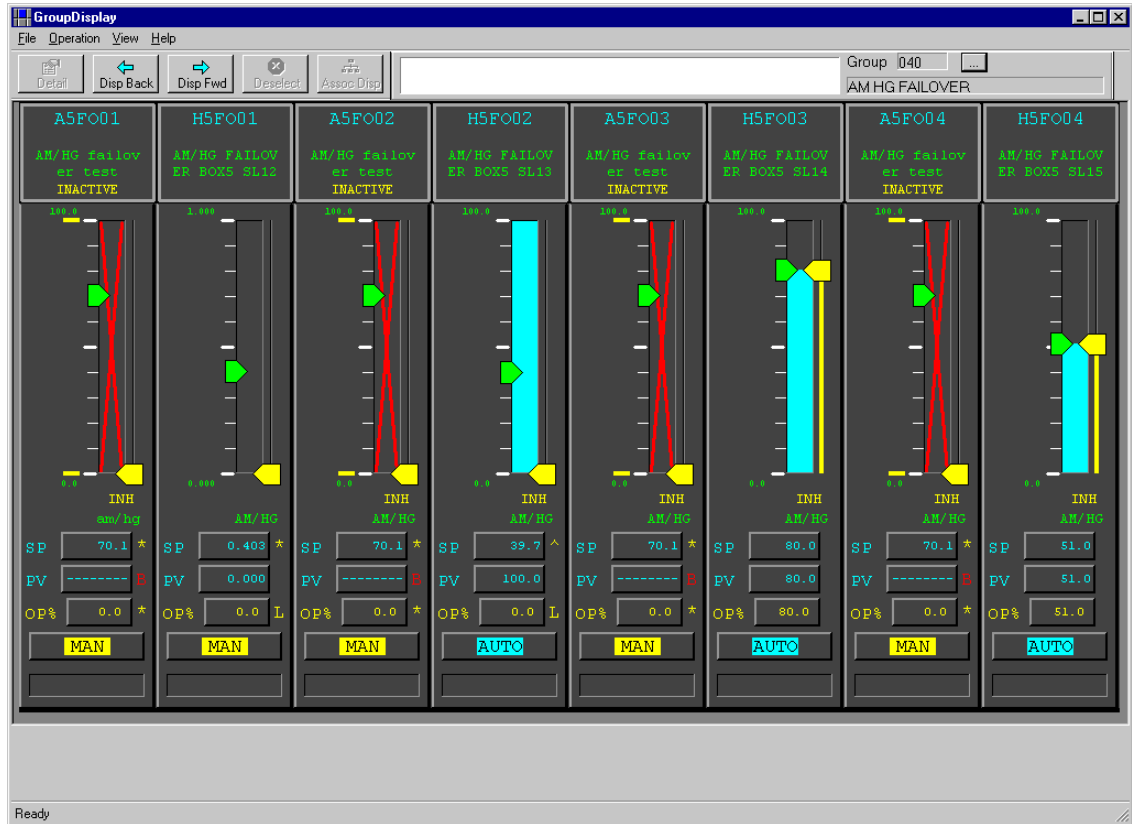 GroupDisplay
File Operation View Help
Detail Disp Back Disp Fwd Deselect Assoc Disp
Group 040 ...
AM HG FAILOVER
A5FO01 H5FO01 A5FO02 H5FO02 A5FO03 H5FO03 A5FO04 H5FO04
AM/HG failov AM/HG FAILOV AM/HG failov AM/HG FAILOV AM/HG failov AM/HG FAILOV AM/HG failov AM/HG FAILOV
er test ER BOX5 SL12 er test ER BOX5 SL13 er test ER BOX5 SL14 er test ER BOX5 SL15
INACTIVE INACTIVE INACTIVE INACTIVE
100.0 1.000 100.0 100.0 100.0 100.0 100.0 100.0
0.0 0.000 0.0 0.0 0.0 0.0 0.0 0.0
INH INH INH INH INH INH INH
am/hg AM/HG AM/HG AM/HG AM/HG AM/HG AM/HG AM/HG
SP 70.1 * SP 0.403 * SP 70.1 * SP 39.7 ^ SP 70.1 * SP 80.0 SP 70.1 * SP 51.0
PV -------- B PV 0.000 PV -------- B PV 100.0 PV -------- B PV 80.0 PV -------- B PV 51.0
OP% 0.0 * OP% 0.0 L OP% 0.0 * OP% 0.0 L OP% 0.0 * OP% 80.0 OP% 0.0 * OP% 51.0
MAN MAN MAN AUTO MAN AUTO MAN AUTO
Ready